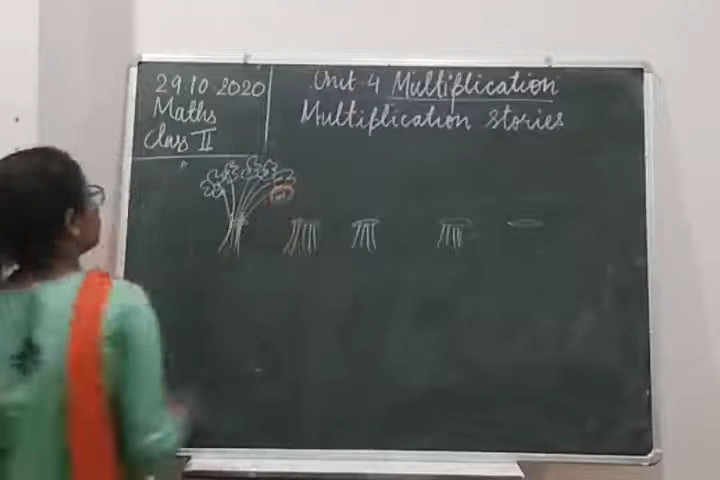 29.10 2020
Maths
Class II
Unit-4 Multiplication
Multiplication stories